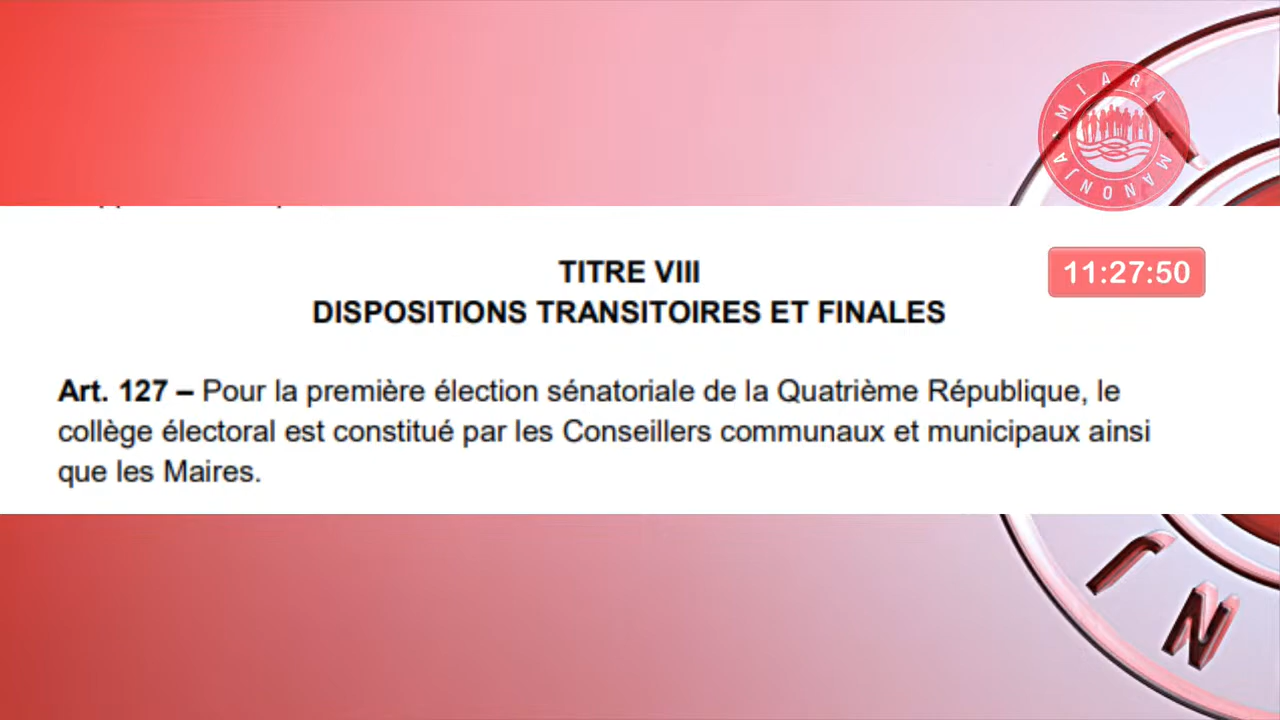 MIARA MANONJA
TITRE VIII
11:27:50
DISPOSITIONS TRANSITOIRES ET FINALES
Art. 127 – Pour la première élection sénatoriale de la Quatrième République, le
collège électoral est constitué par les Conseillers communaux et municipaux ainsi
que les Maires.